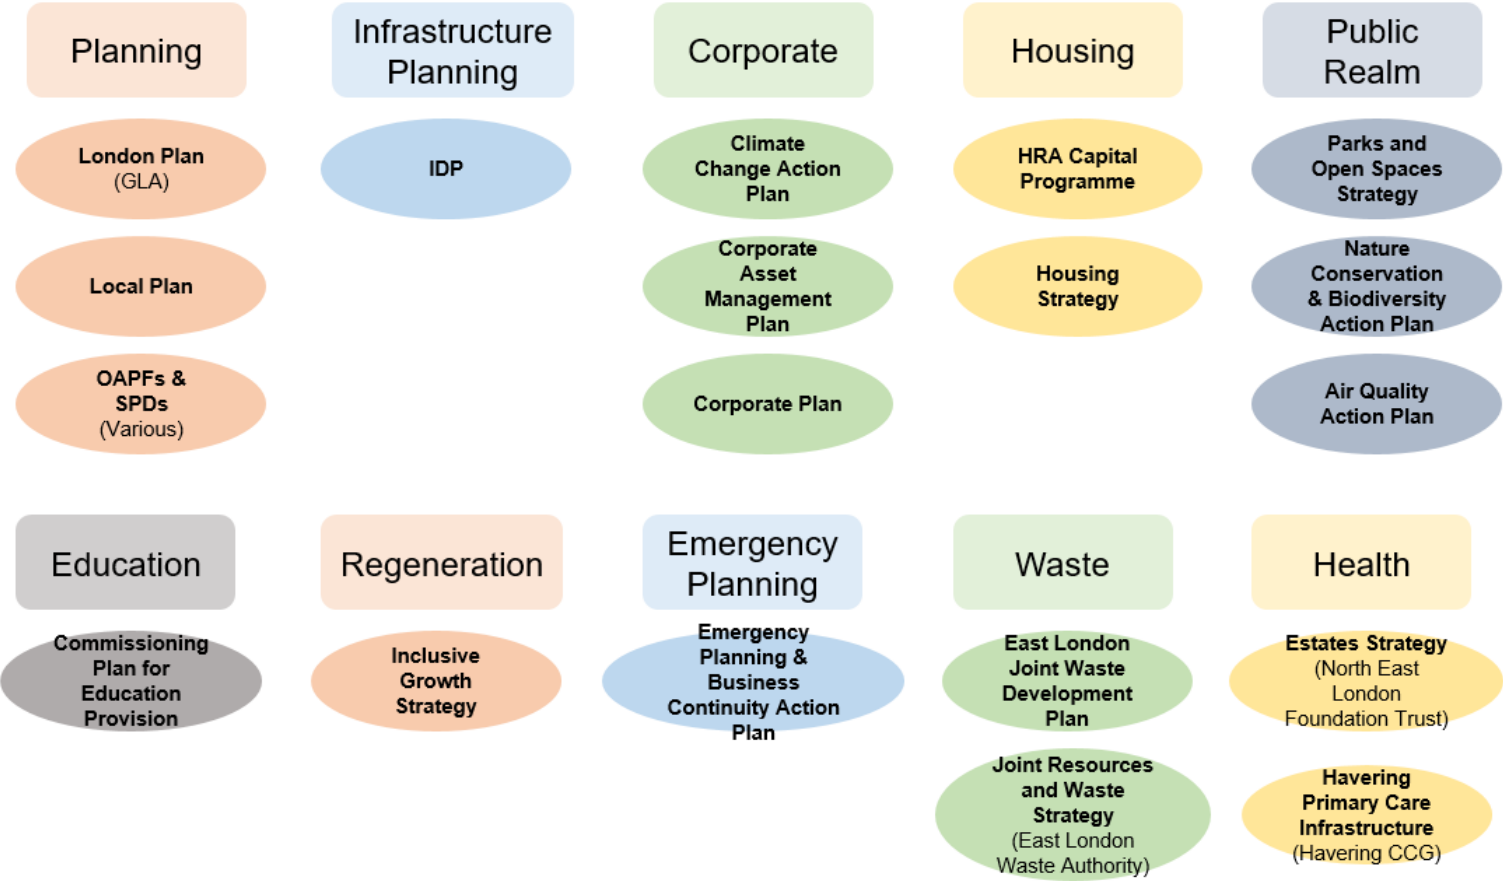 Planning
London Plan
(GLA)
Local Plan
OAPFs &
SPDs
(Various)
Infrastructure
Planning
IDP
Corporate
Climate
Change Action
Plan
Corporate
Asset
Management
Plan
Corporate Plan
Housing
HRA Capital
Programme
Housing
Strategy
Public
Realm
Parks and
Open Spaces
Strategy
Nature
Conservation
& Biodiversity
Action Plan
Air Quality
Action Plan
Education
Commissioning
Plan for
Education
Provision
Regeneration
Inclusive
Growth
Strategy
Emergency
Planning
Emergency
Planning &
Business
Continuity Action
Plan
Waste
East London
Joint Waste
Development
Plan
Joint Resources
and Waste
Strategy
(East London
Waste Authority)
Health
Estates Strategy
(North East
London
Foundation Trust)
Havering
Primary Care
Infrastructure
(Havering CCG)